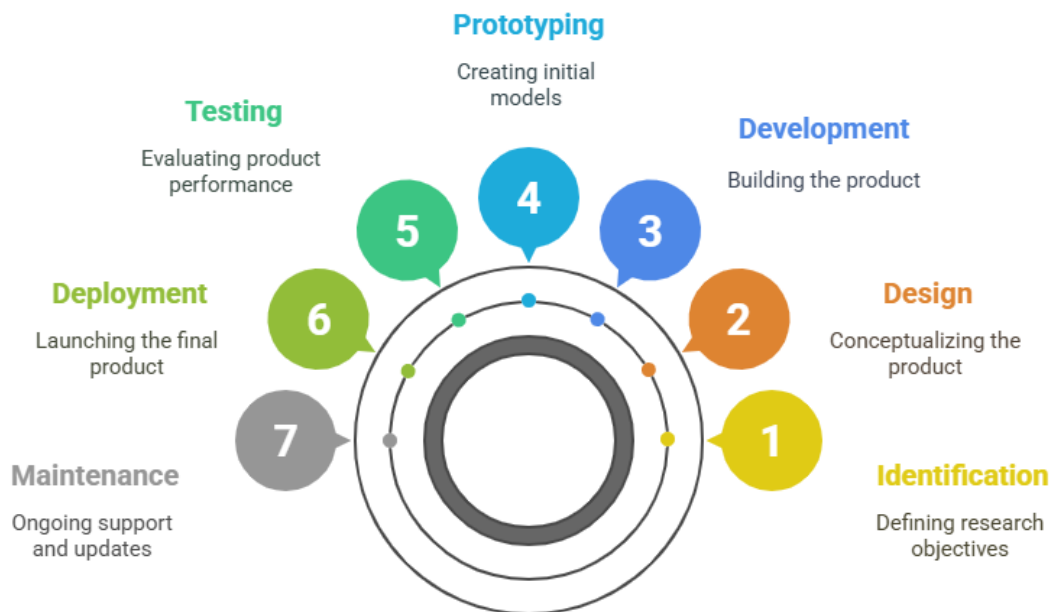 Prototyping
Creating initial
models
Testing
Evaluating product
performance
Development
Building the product
4
5
3
Deployment
Launching the final
product
6
2
Design
Conceptualizing the
product
7
1
Maintenance
Ongoing support
and updates
Identification
Defining research
objectives